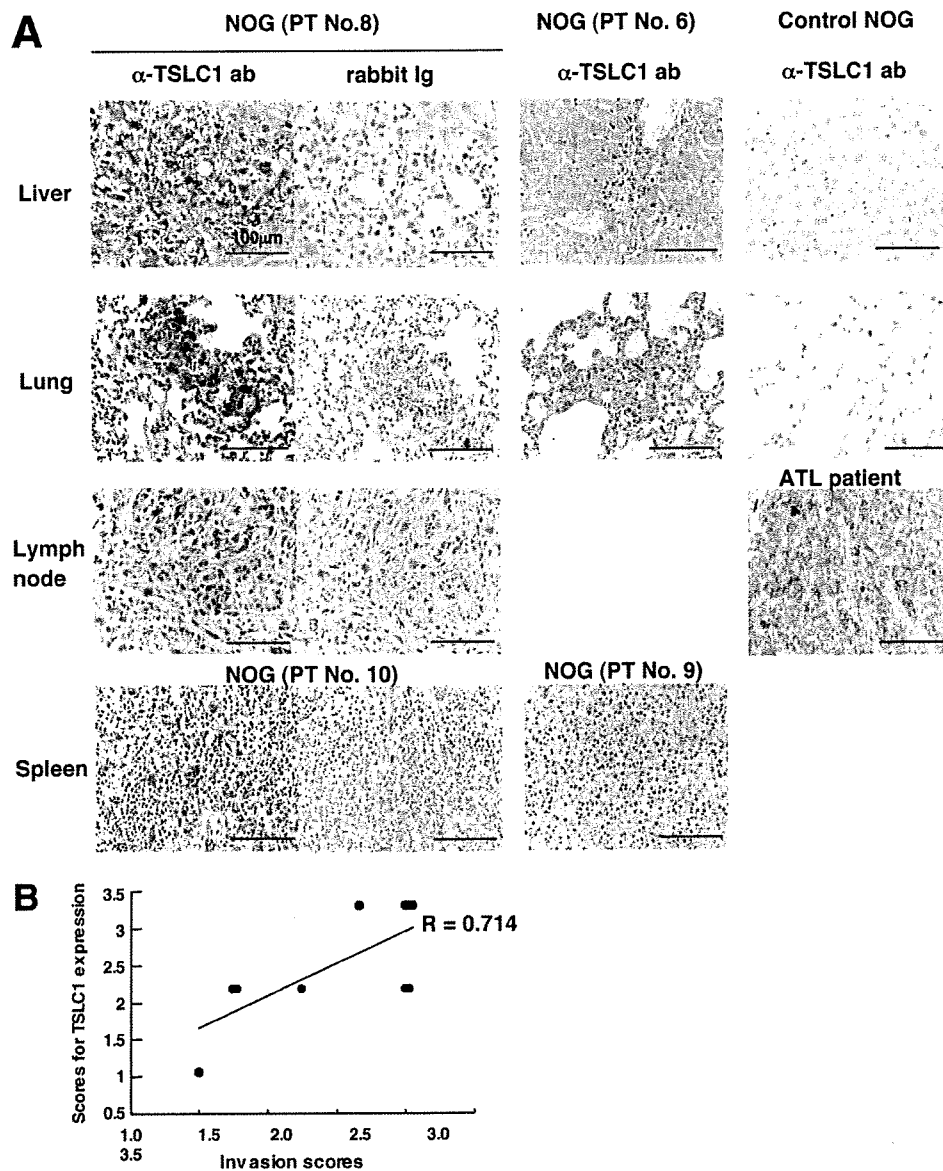 A
NOG (PT No.8)
NOG (PT No. 6)
Control NOG
α-TSLC1 ab
rabbit Ig
α-TSLC1 ab
α-TSLC1 ab
Liver
100μm
Lung
ATL patient
Lymph
node
NOG (PT No. 10)
NOG (PT No. 9)
Spleen
B
Scores for TSLC1 expression
3.5
3
2.5
2
1.5
1
0.5
R = 0.714
1.0 1.5 2.0 2.5 3.0
3.5
Invasion scores